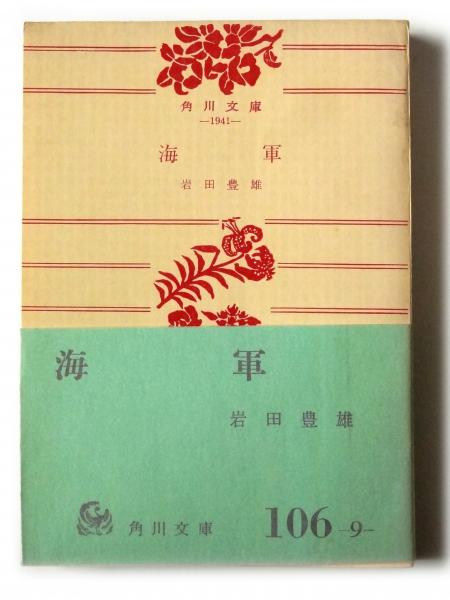 角川文庫
—1941—
海 軍
岩田豊雄
海 軍
岩田豊雄
角川文庫 106 —9—